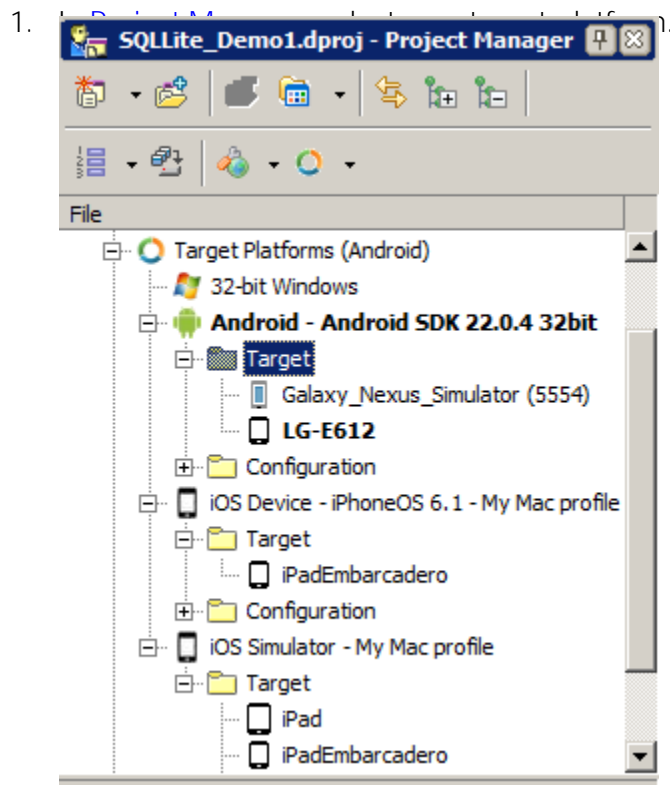 1.
SQLLite_Demo1.dproj - Project Manager
File
Target Platforms (Android)
32-bit Windows
Android - Android SDK 22.0.4 32bit
Target
Galaxy_Nexus_Simulator (5554)
LG-E612
Configuration
iOS Device - iPhoneOS 6.1 - My Mac profile
Target
iPadEmbarcadero
Configuration
iOS Simulator - My Mac profile
Target
iPad
iPadEmbarcadero